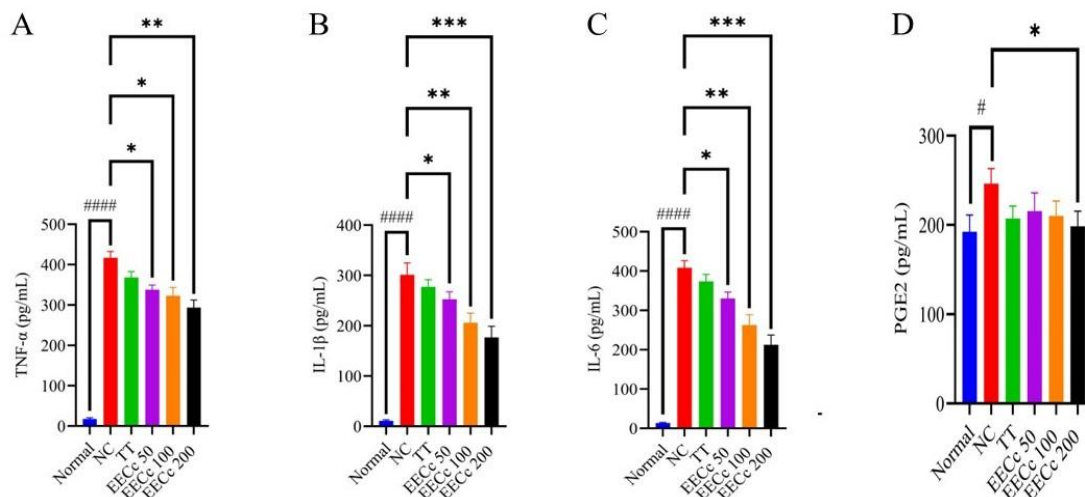 A
**
*
*
####
500
400
300
200
100
0
TNF-α (pg/mL)
Normal
NC
TT
EECc 50
EECc 100
EECc 200
B
***
**
*
####
400
300
200
100
0
IL-1β (pg/mL)
Normal
NC
TT
EECc 50
EECc 100
EECc 200
C
***
**
*
####
500
400
300
200
100
0
IL-6 (pg/mL)
Normal
NC
TT
EECc 50
EECc 100
EECc 200
D
*
#
300
200
100
0
PGE2 (pg/mL)
Normal
NC
TT
EECc 50
EECc 100
EECc 200